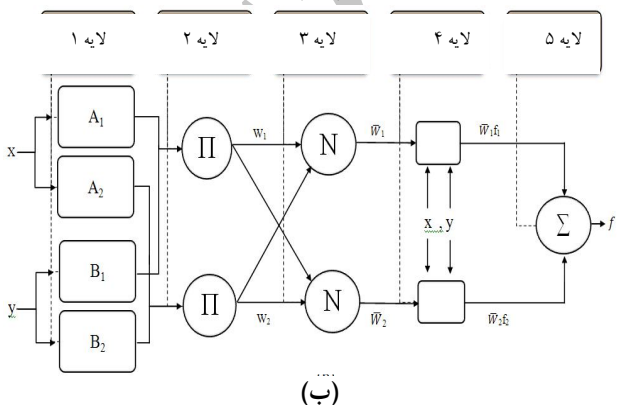 لایه ۱ لایه ۲ لایه ۳ لایه ۴ لایه ۵
A₁
x
A₂
B₁
y
B₂
Π
Π
w₁
w₂
N
N
W̅₁
W̅₂
x , y
W̅₁f₁
W̅₂f₂
Σ
f
(ب)